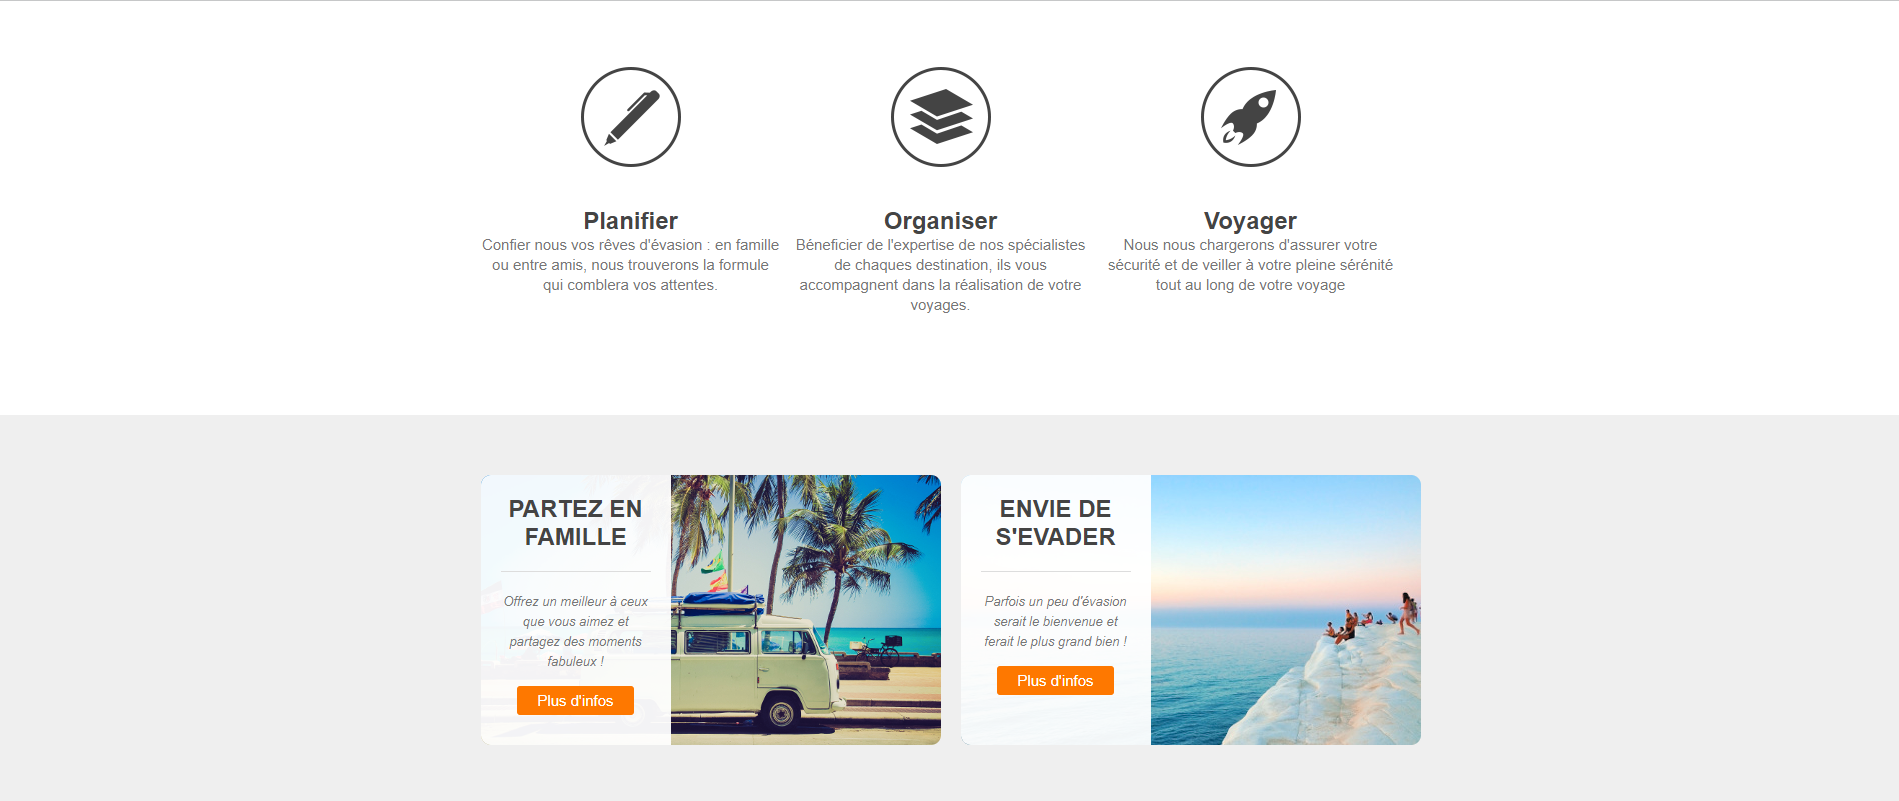 Planifier
Confier nous vos rêves d'évasion : en famille
ou entre amis, nous trouverons la formule
qui comblera vos attentes.
Organiser
Béneficier de l'expertise de nos spécialistes
de chaques destination, ils vous
accompagnent dans la réalisation de votre
voyages.
Voyager
Nous nous chargerons d'assurer votre
sécurité et de veiller à votre pleine sérénité
tout au long de votre voyage
PARTEZ EN
FAMILLE
Offrez un meilleur à ceux
que vous aimez et
partagez des moments
fabuleux !
Plus d'infos
ENVIE DE
S'EVADER
Parfois un peu d'évasion
serait le bienvenue et
ferait le plus grand bien !
Plus d'infos